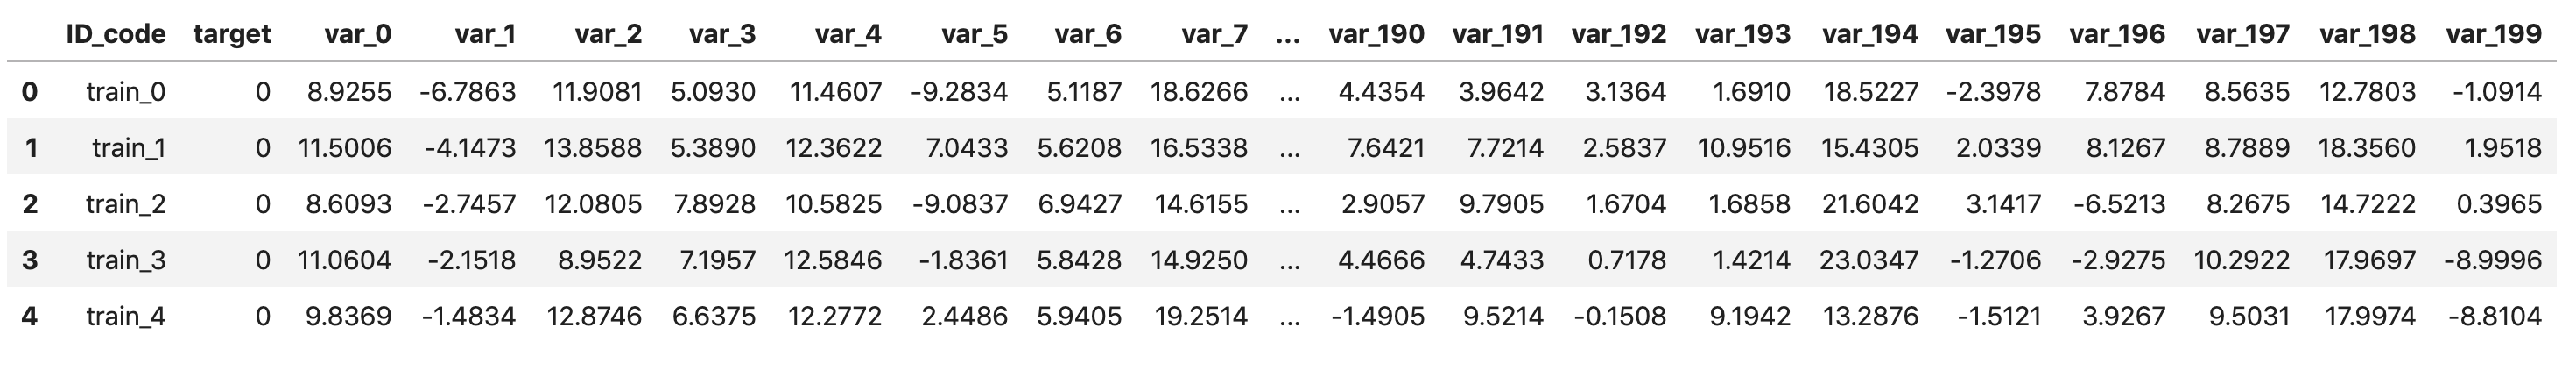 ID_code target var_0 var_1 var_2 var_3 var_4 var_5 var_6 var_7 ... var_190 var_191 var_192 var_193 var_194 var_195 var_196 var_197 var_198 var_199
0 train_0 0 8.9255 -6.7863 11.9081 5.0930 11.4607 -9.2834 5.1187 18.6266 ... 4.4354 3.9642 3.1364 1.6910 18.5227 -2.3978 7.8784 8.5635 12.7803 -1.0914
1 train_1 0 11.5006 -4.1473 13.8588 5.3890 12.3622 7.0433 5.6208 16.5338 ... 7.6421 7.7214 2.5837 10.9516 15.4305 2.0339 8.1267 8.7889 18.3560 1.9518
2 train_2 0 8.6093 -2.7457 12.0805 7.8928 10.5825 -9.0837 6.9427 14.6155 ... 2.9057 9.7905 1.6704 1.6858 21.6042 3.1417 -6.5213 8.2675 14.7222 0.3965
3 train_3 0 11.0604 -2.1518 8.9522 7.1957 12.5846 -1.8361 5.8428 14.9250 ... 4.4666 4.7433 0.7178 1.4214 23.0347 -1.2706 -2.9275 10.2922 17.9697 -8.9996
4 train_4 0 9.8369 -1.4834 12.8746 6.6375 12.2772 2.4486 5.9405 19.2514 ... -1.4905 9.5214 -0.1508 9.1942 13.2876 -1.5121 3.9267 9.5031 17.9974 -8.8104